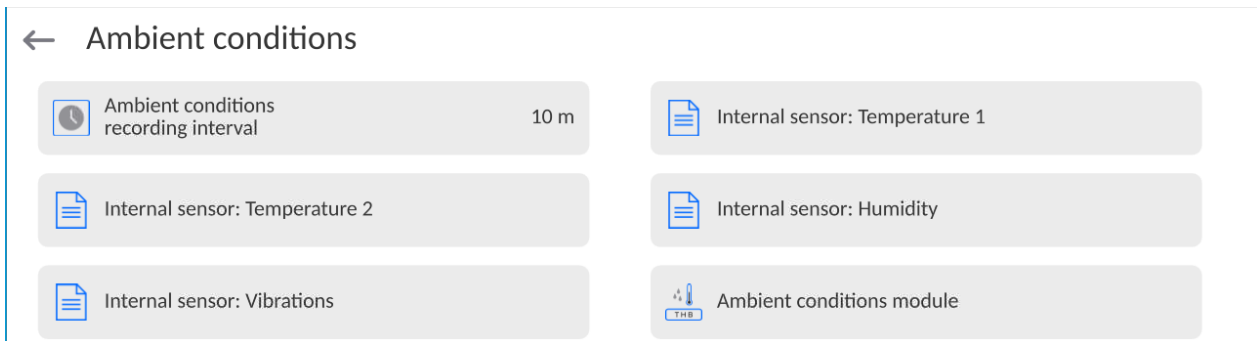 Ambient conditions
Ambient conditions
recording interval
10 m
Internal sensor: Temperature 1
Internal sensor: Temperature 2
Internal sensor: Humidity
Internal sensor: Vibrations
THB
Ambient conditions module